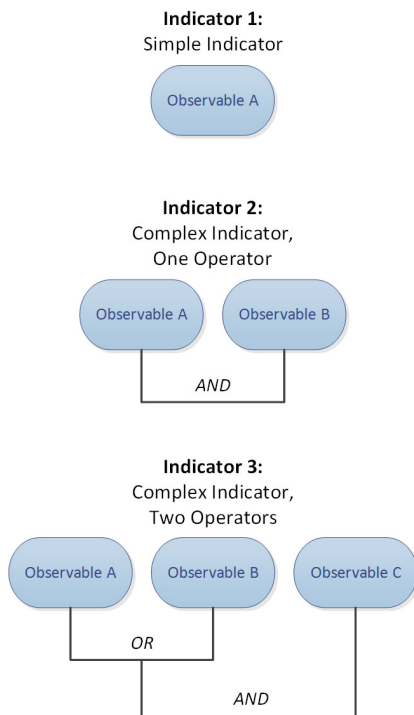 Indicator 1:
Simple Indicator
Observable A
Indicator 2:
Complex Indicator,
One Operator
Observable A
Observable B
AND
Indicator 3:
Complex Indicator,
Two Operators
Observable A
Observable B
Observable C
OR
AND